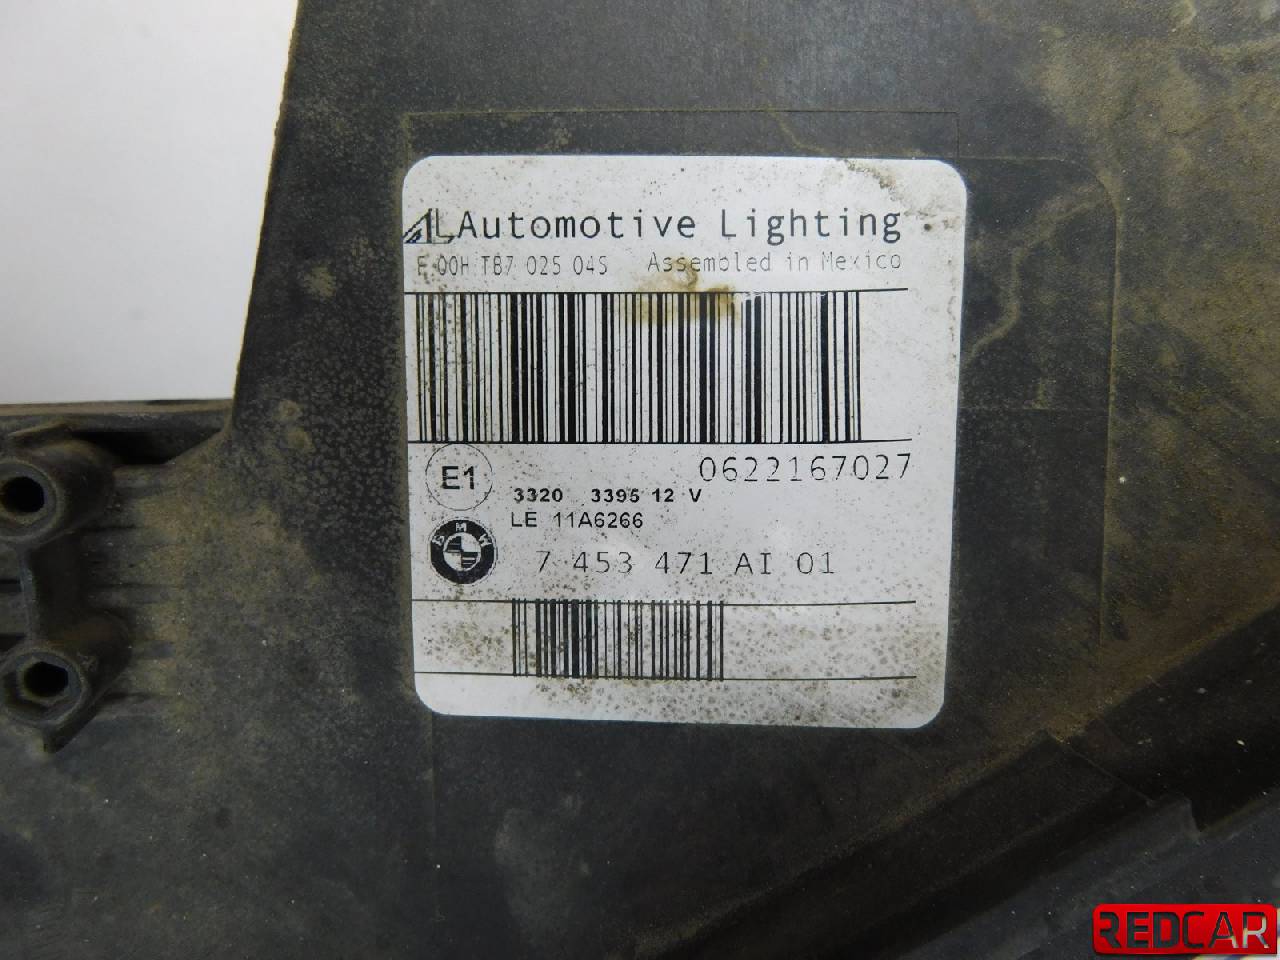 AL Automotive Lighting
F 00H TB7 025 04S Assembled in Mexico
E1
0622167027
3320 3395 12 V
LE 11A6266
BMW
7 453 471 AI 01
REDCAR